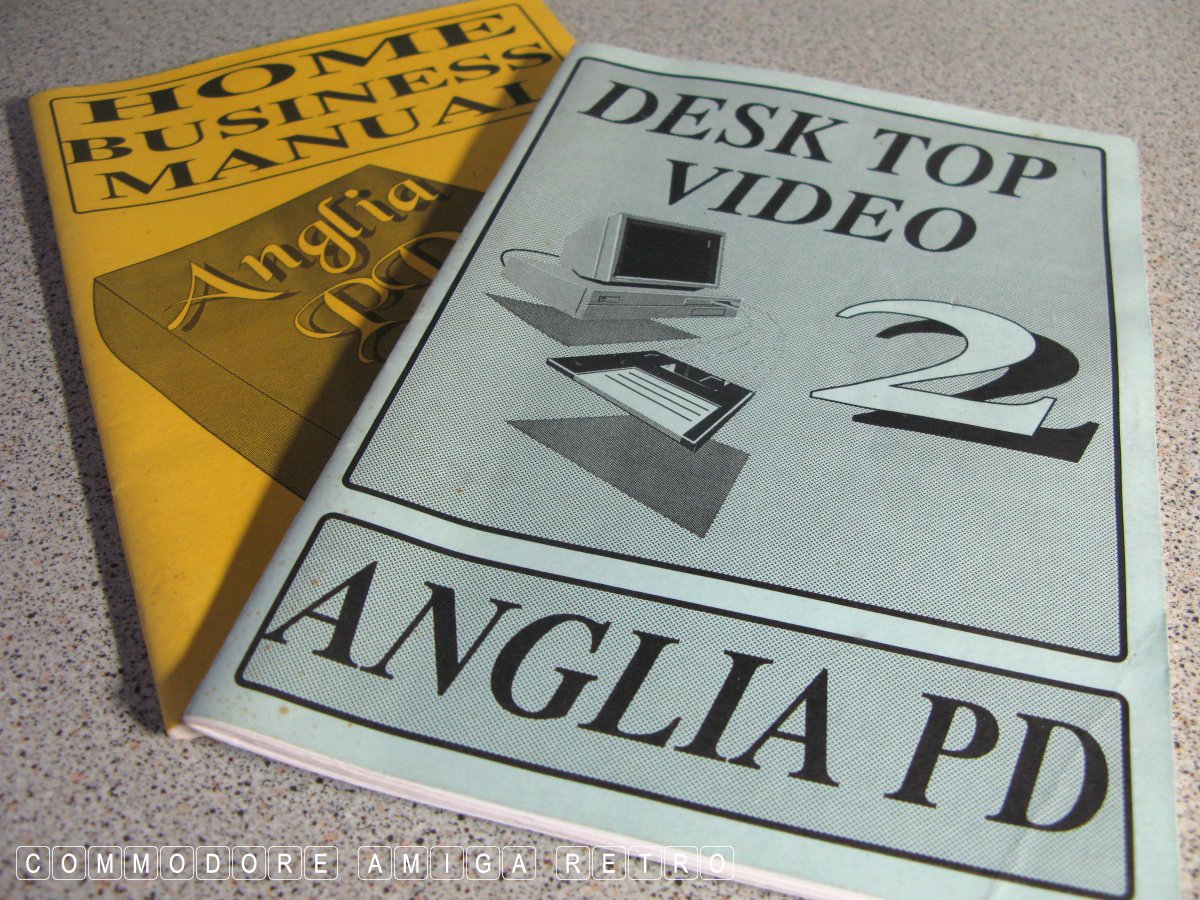 HOME
BUSINESS
MANUAL
Anglia
PD
DESK TOP
VIDEO
2
ANGLIA PD
COMMODORE AMIGA RETRO